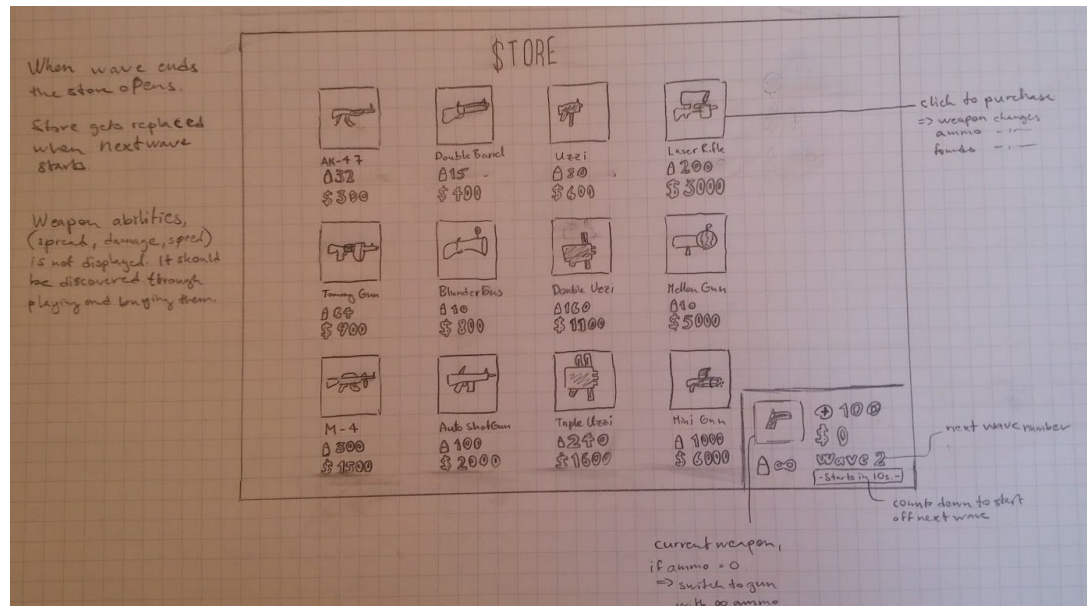 When wave ends
the store opens.
Store gets replaced
when next wave
starts.
Weapon abilities,
(spread, damage, speed)
is not displayed. It should
be discovered through
playing and buying them.
$TORE
AK-47
32
$300
Double Barrel
15
$400
Uzzi
80
$600
Laser Rifle
200
$3000
Tommy Gun
64
$900
Blunderbus
10
$800
Double Uzzi
160
$1100
Mellon Gun
10
$5000
M-4
300
$1500
Auto ShotGun
100
$2000
Triple Uzzi
240
$1600
Mini Gun
1000
$6000
100
$0
∞
Wave 2
-Starts in 10s.-
click to purchase
⇒ weapon changes
ammo -"-
founds -"-
next wave number
count down to start
off next wave
current weapon,
if ammo = 0
⇒ switch to gun
with ∞ ammo